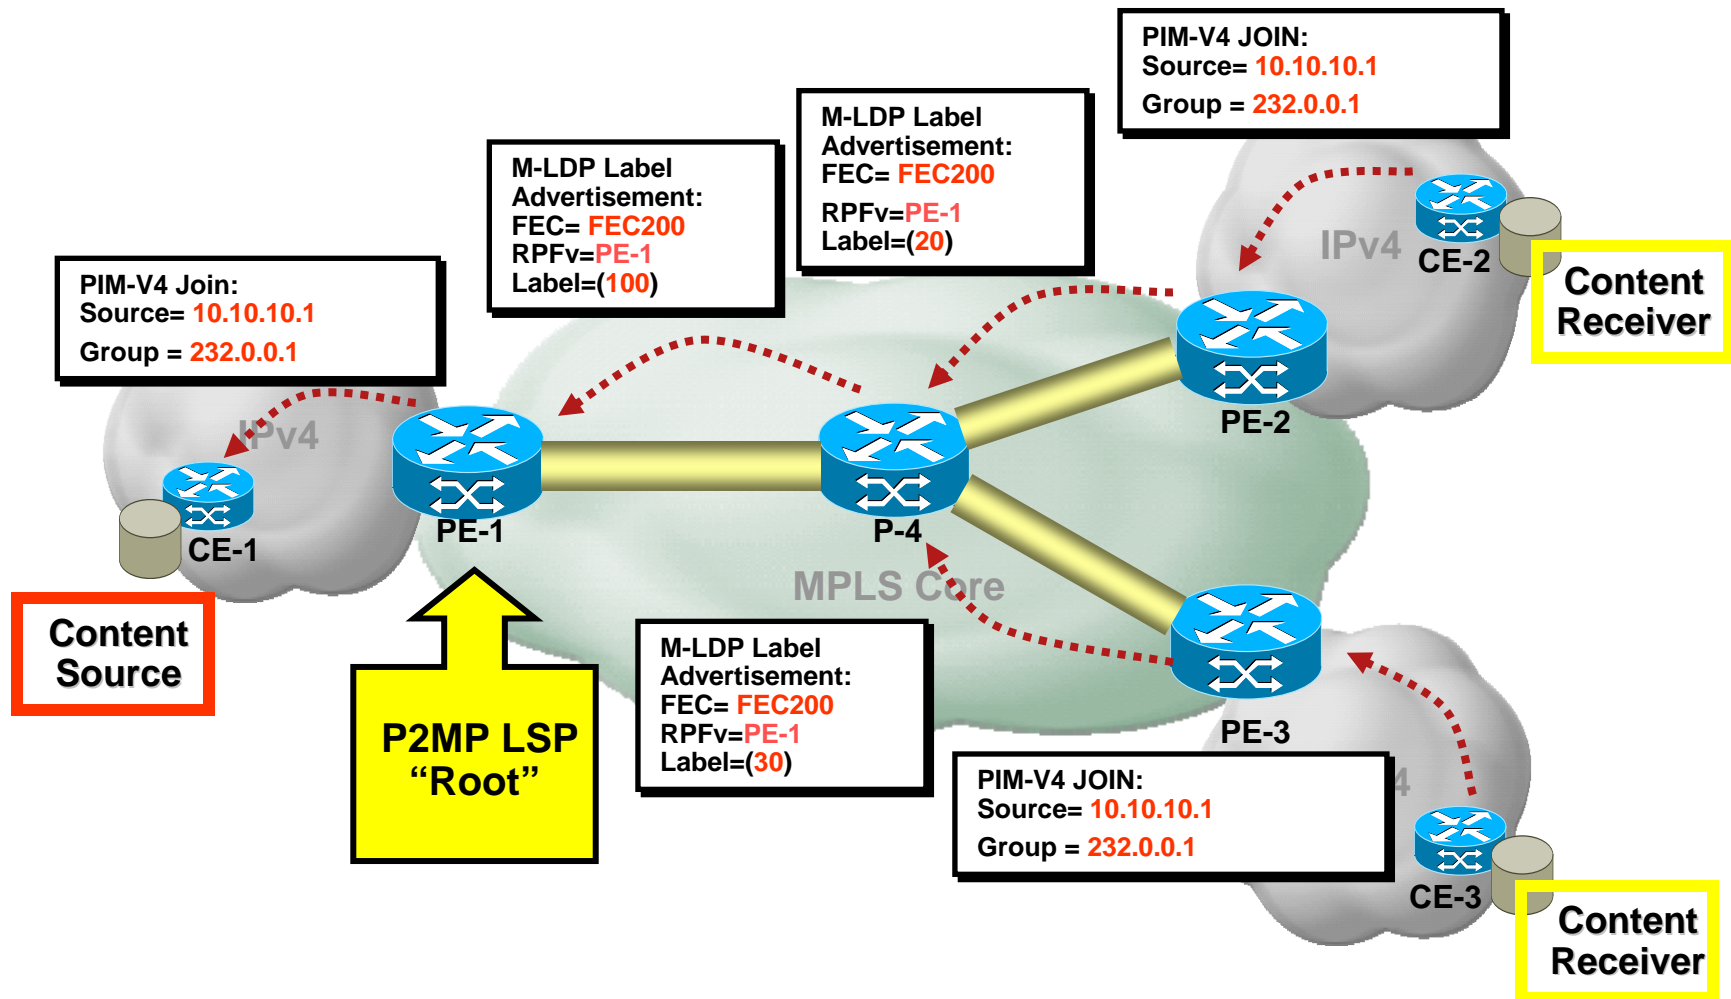 PIM-V4 JOIN:
Source= 10.10.10.1
Group = 232.0.0.1
M-LDP Label
Advertisement:
FEC= FEC200
RPFv=PE-1
Label=(20)
M-LDP Label
Advertisement:
FEC= FEC200
RPFv=PE-1
Label=(100)
PIM-V4 Join:
Source= 10.10.10.1
Group = 232.0.0.1
IPv4
CE-2
Content
Receiver
IPv4
PE-2
PE-1
P-4
CE-1
MPLS Core
Content
Source
P2MP LSP
“Root”
M-LDP Label
Advertisement:
FEC= FEC200
RPFv=PE-1
Label=(30)
PE-3
PIM-V4 JOIN:
Source= 10.10.10.1
Group = 232.0.0.1
4
CE-3
Content
Receiver